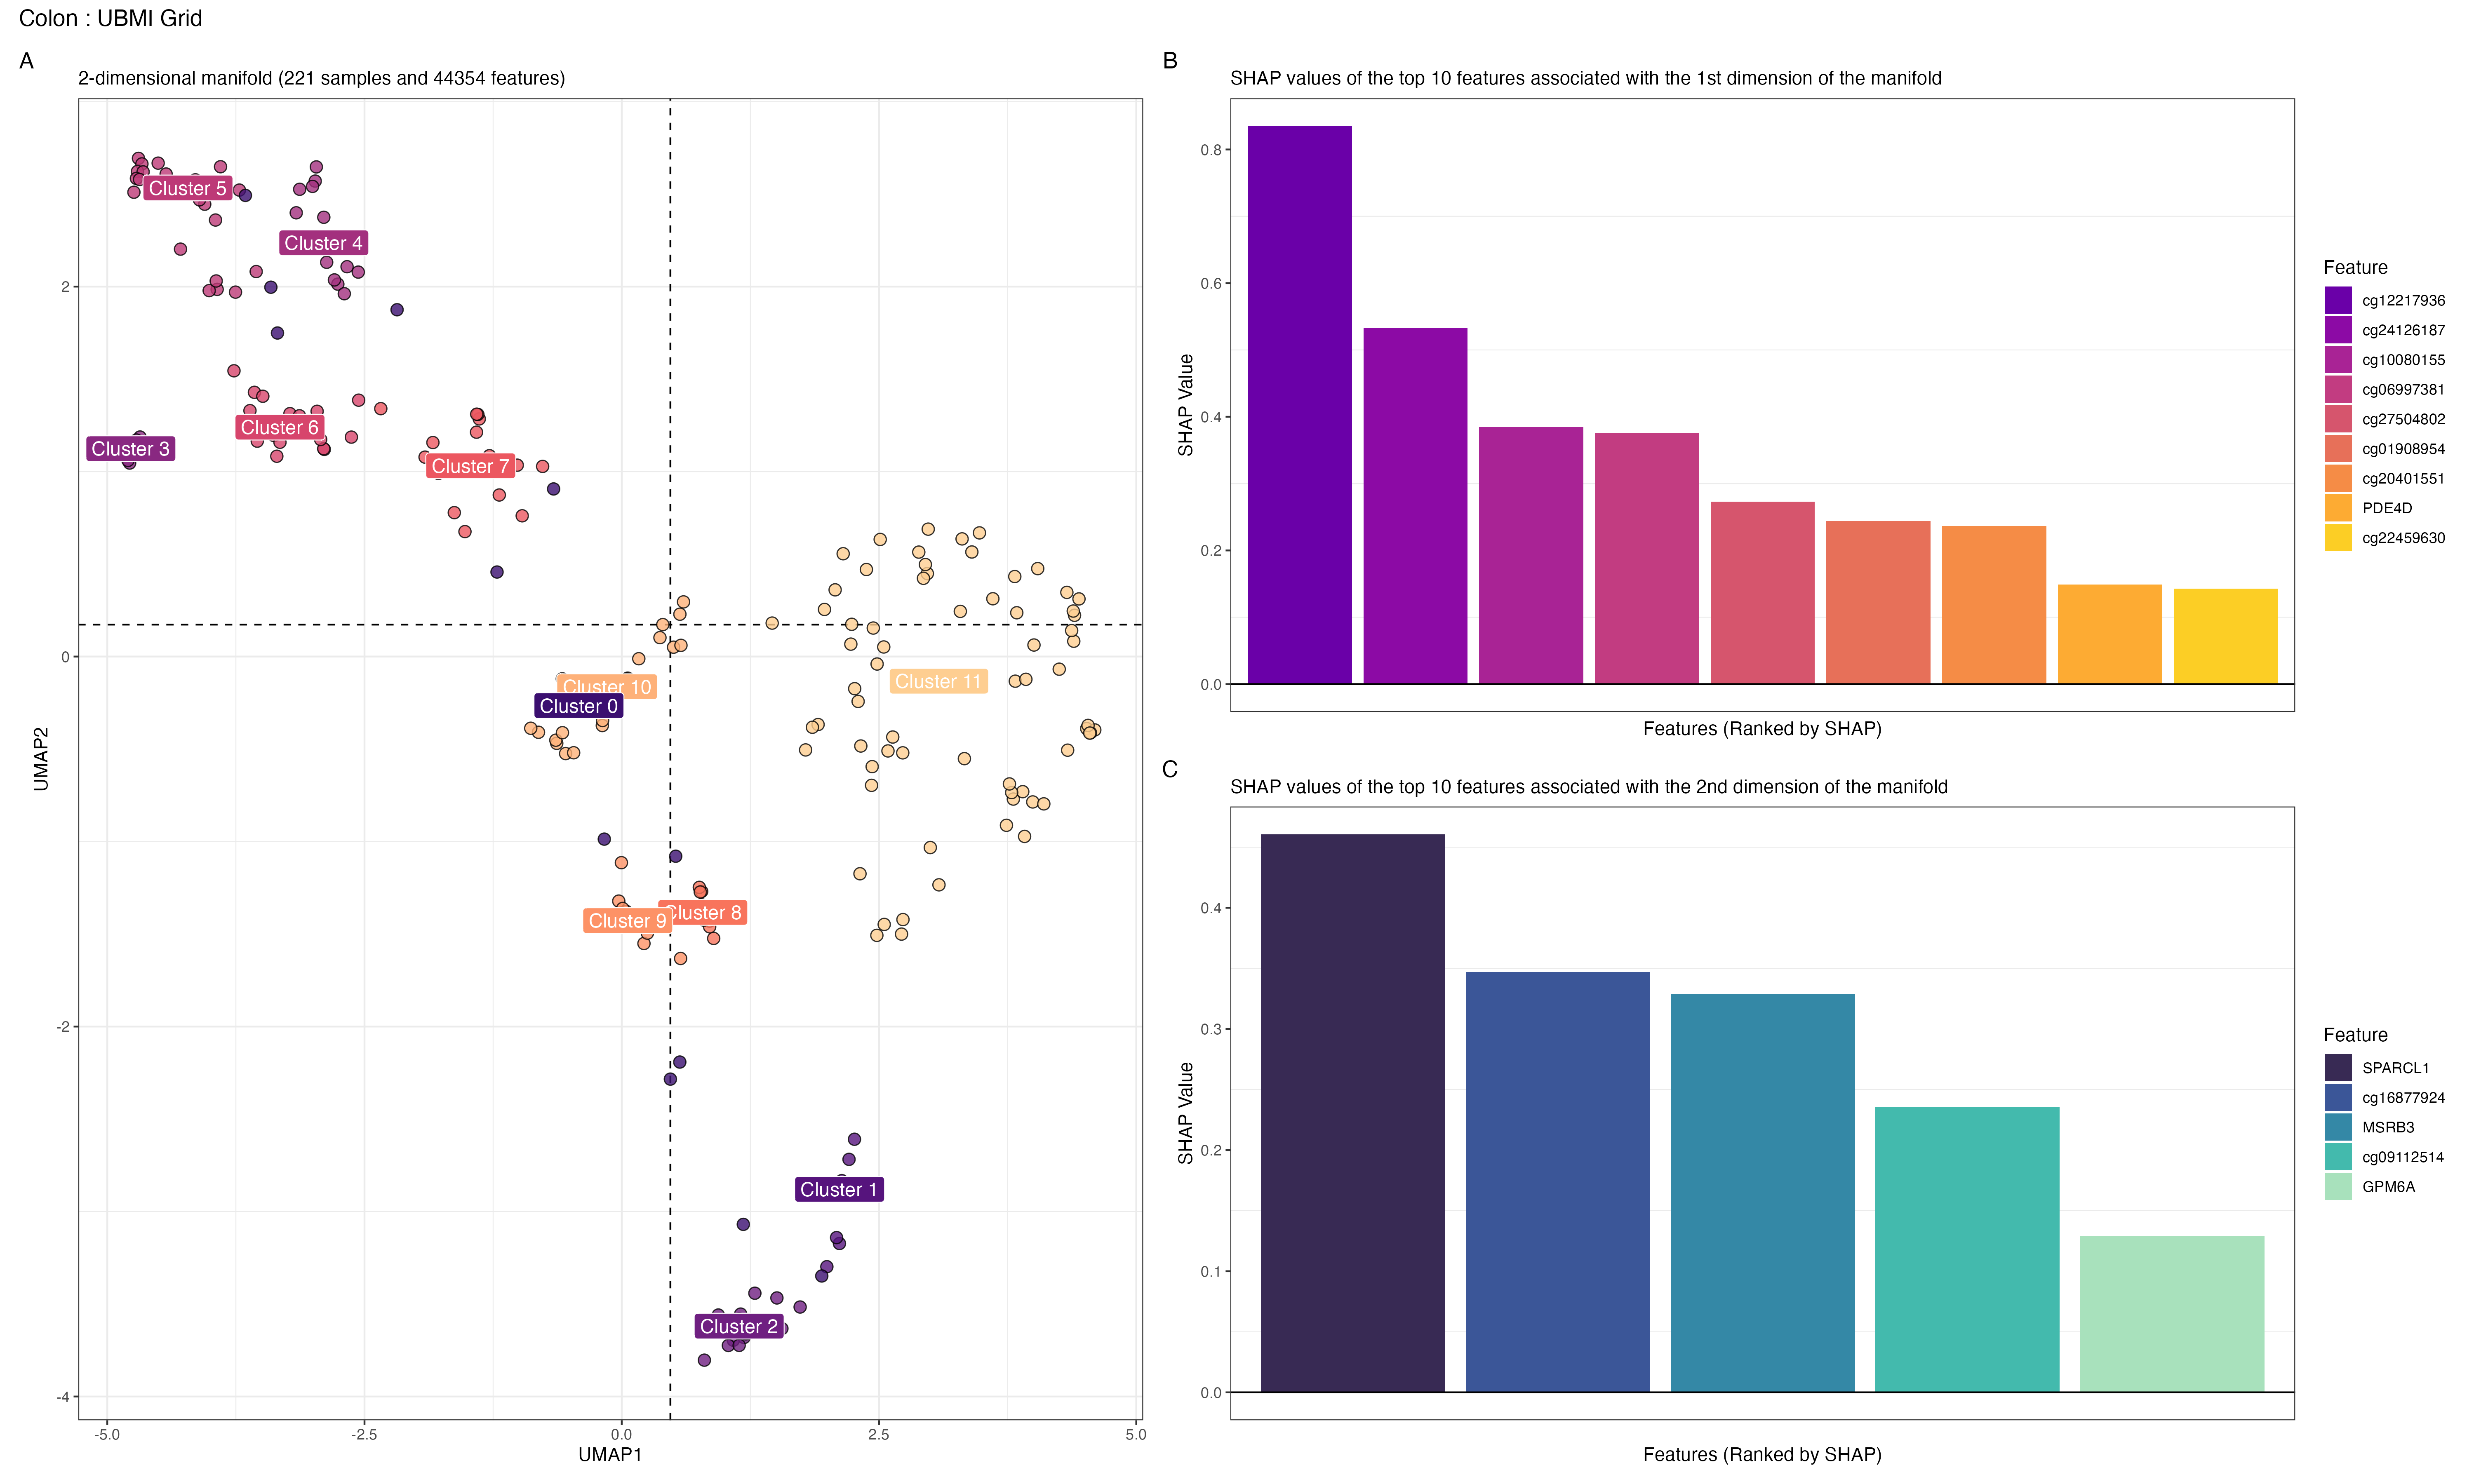 Colon : UBMI Grid
A
2-dimensional manifold (221 samples and 44354 features)
Cluster 5
Cluster 4
Cluster 6
Cluster 3
Cluster 7
Cluster 11
Cluster 10
Cluster 0
Cluster 8
Cluster 9
Cluster 1
Cluster 2
2
0
-2
-4
-5.0
-2.5
0.0
2.5
5.0
UMAP1
UMAP2
B
SHAP values of the top 10 features associated with the 1st dimension of the manifold
0.8
0.6
0.4
0.2
0.0
SHAP Value
Features (Ranked by SHAP)
Feature
cg12217936
cg24126187
cg10080155
cg06997381
cg27504802
cg01908954
cg20401551
PDE4D
cg22459630
C
SHAP values of the top 10 features associated with the 2nd dimension of the manifold
0.4
0.3
0.2
0.1
0.0
SHAP Value
Features (Ranked by SHAP)
Feature
SPARCL1
cg16877924
MSRB3
cg09112514
GPM6A